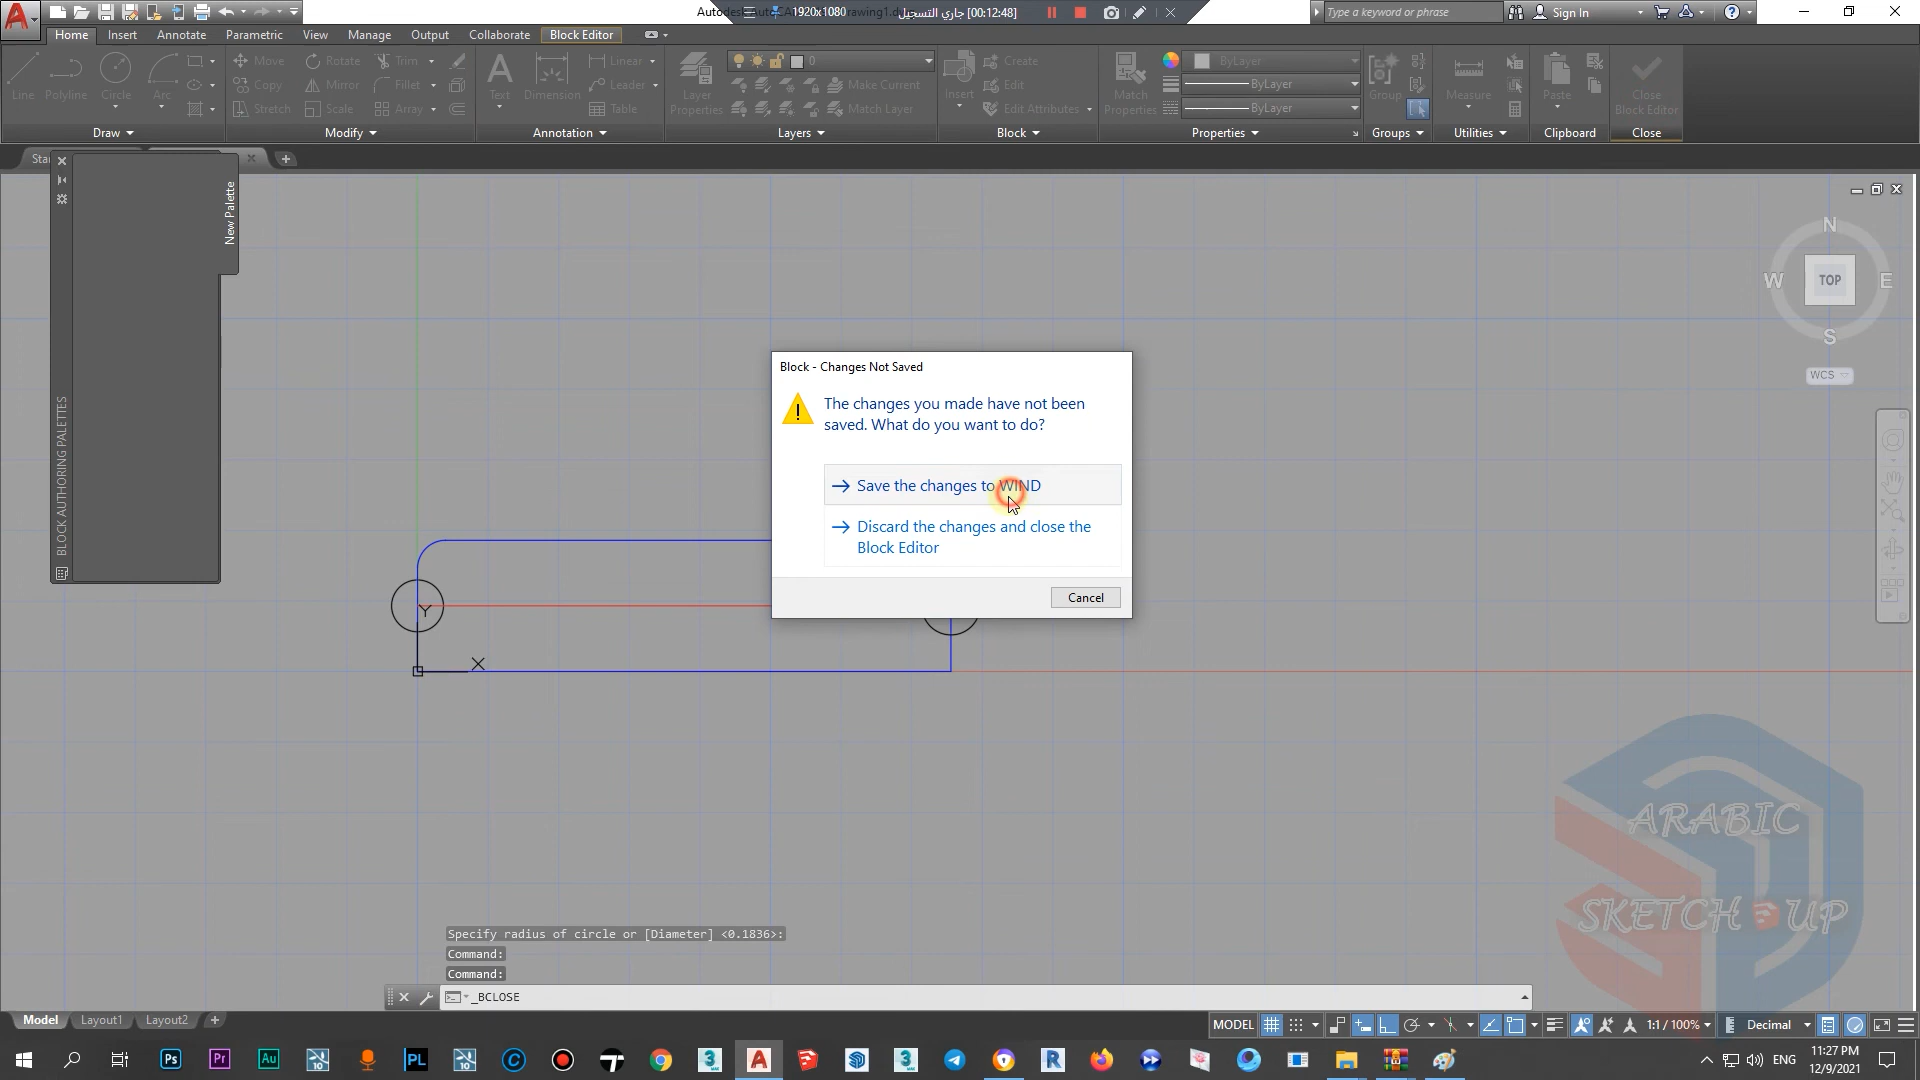 1920x1080 جاري التسجيل [00:12:48]
Type a keyword or phrase
Sign In
Home Insert Annotate Parametric View Manage Output Collaborate Block Editor
Line Polyline Circle Arc
Move Rotate Trim
Copy Mirror Fillet
Stretch Scale Array
Text Dimension
Linear
Leader
Table
Layer Properties
0
Make Current
Match Layer
Insert
Create
Edit
Edit Attributes
Match Properties
ByLayer
ByLayer
ByLayer
Group
Measure
Paste
Close Block Editor
Draw Modify Annotation Layers Block Properties Groups Utilities Clipboard Close
New Palette
BLOCK AUTHORING PALETTES
N
W TOP E
S
WCS
Block - Changes Not Saved
The changes you made have not been
saved. What do you want to do?
Save the changes to WIND
Discard the changes and close the
Block Editor
Cancel
Y
X
ARABIC
SKETCH UP
Specify radius of circle or [Diameter] <0.1836>:
Command:
Command:
_BCLOSE
Model Layout1 Layout2
MODEL 1:1 / 100% Decimal
ENG
11:27 PM
12/9/2021